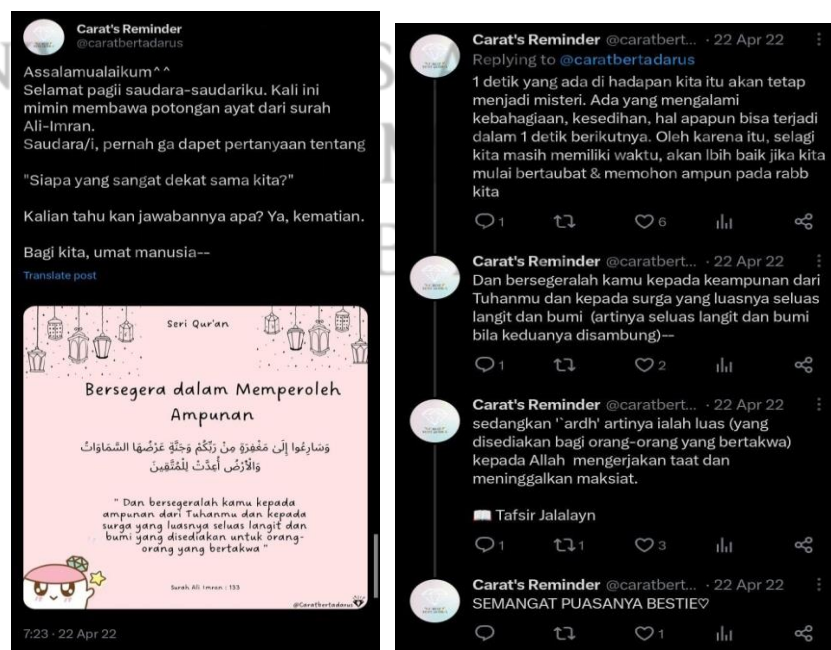 Carat's Reminder
@caratbertadarus
Assalamualaikum^^
Selamat pagii saudara-saudariku. Kali ini
mimin membawa potongan ayat dari surah
Ali-Imran.
Saudara/i, pernah ga dapet pertanyaan tentang
"Siapa yang sangat dekat sama kita?"
Kalian tahu kan jawabannya apa? Ya, kematian.
Bagi kita, umat manusia--
Translate post
Seri Qur'an
Bersegera dalam Memperoleh
Ampunan
وَسَارِعُوا إِلَىٰ مَغْفِرَةٍ مِنْ رَبِّكُمْ وَجَنَّةٍ عَرْضُهَا السَّمَاوَاتُ
وَالْأَرْضُ أُعِدَّتْ لِلْمُتَّقِينَ
" Dan bersegeralah kamu kepada
ampunan dari Tuhanmu dan kepada
surga yang luasnya seluas langit dan
bumi yang disediakan untuk orang-
orang yang bertakwa "
Surah Ali Imran : 133
@Caratbertadarus
7:23 · 22 Apr 22
Carat's Reminder @caratbert... · 22 Apr 22
Replying to @caratbertadarus
1 detik yang ada di hadapan kita itu akan tetap
menjadi misteri. Ada yang mengalami
kebahagiaan, kesedihan, hal apapun bisa terjadi
dalam 1 detik berikutnya. Oleh karena itu, selagi
kita masih memiliki waktu, akan lbih baik jika kita
mulai bertaubat & memohon ampun pada rabb
kita
1 6
Carat's Reminder @caratbert... · 22 Apr 22
Dan bersegeralah kamu kepada keampunan dari
Tuhanmu dan kepada surga yang luasnya seluas
langit dan bumi (artinya seluas langit dan bumi
bila keduanya disambung)--
1 2
Carat's Reminder @caratbert... · 22 Apr 22
sedangkan '`ardh' artinya ialah luas (yang
disediakan bagi orang-orang yang bertakwa)
kepada Allah mengerjakan taat dan
meninggalkan maksiat.
📖 Tafsir Jalalayn
1 1 3
Carat's Reminder @caratbert... · 22 Apr 22
SEMANGAT PUASANYA BESTIE♡
1